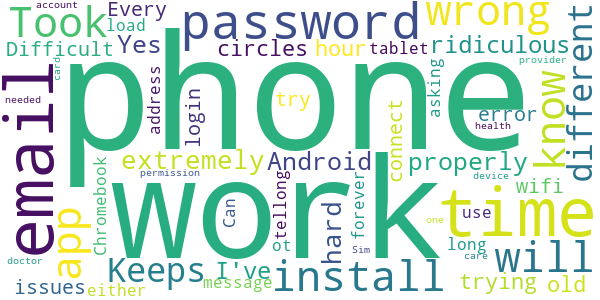 account
Every
Took
load
password
wrong
Difficult
Yes
circles
hour
tablet
ridiculous
different
email
phone
address
login
try
asking
error
know
card
provider
needed
health
connect
extremely
Android
properly
Chromebook
permission
work
device
wifi
tellong
forever
Can
hard
use
time
one
app
Keeps
I've
ot
Sim
long
care
will
doctor
message
install
issues
either
trying
old